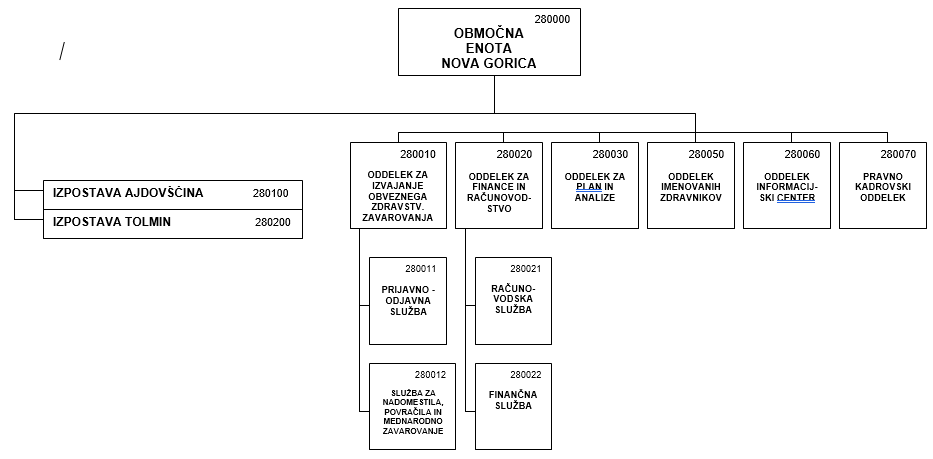 280000
OBMOČNA
ENOTA
NOVA GORICA
/
IZPOSTAVA AJDOVŠČINA 280100
IZPOSTAVA TOLMIN 280200
280010
ODDELEK ZA
IZVAJANJE
OBVEZNEGA
ZDRAVSTV.
ZAVAROVANJA
280020
ODDELEK ZA
FINANCE IN
RAČUNOVOD-
STVO
280030
ODDELEK ZA
PLAN IN
ANALIZE
280050
ODDELEK
IMENOVANIH
ZDRAVNIKOV
280060
ODDELEK
INFORMACIJ-
SKI CENTER
280070
PRAVNO
KADROVSKI
ODDELEK
280011
PRIJAVNO -
ODJAVNA
SLUŽBA
280021
RAČUNO-
VODSKA
SLUŽBA
280012
SLUŽBA ZA
NADOMESTILA,
POVRAČILA IN
MEDNARODNO
ZAVAROVANJE
280022
FINANČNA
SLUŽBA